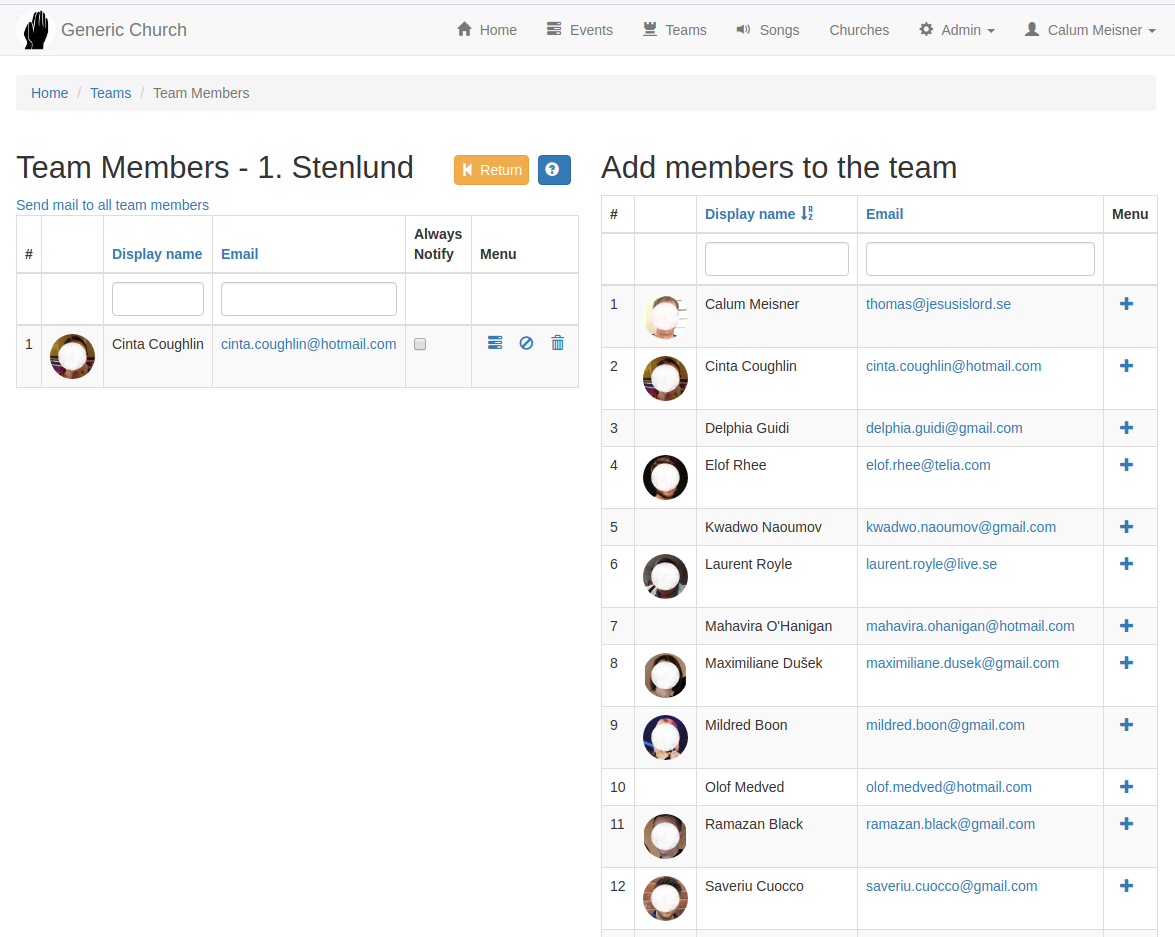 Generic Church
Home
Events
Teams
Songs
Churches
Admin
Calum Meisner
Home / Teams / Team Members
Team Members - 1. Stenlund
Return
Send mail to all team members
# Display name Email Always Notify Menu
1 Cinta Coughlin cinta.coughlin@hotmail.com
Add members to the team
# Display name Email Menu
1 Calum Meisner thomas@jesusislord.se
2 Cinta Coughlin cinta.coughlin@hotmail.com
3 Delphia Guidi delphia.guidi@gmail.com
4 Elof Rhee elof.rhee@telia.com
5 Kwadwo Naoumov kwadwo.naoumov@gmail.com
6 Laurent Royle laurent.royle@live.se
7 Mahavira O'Hanigan mahavira.ohanigan@hotmail.com
8 Maximiliane Dušek maximiliane.dusek@gmail.com
9 Mildred Boon mildred.boon@gmail.com
10 Olof Medved olof.medved@hotmail.com
11 Ramazan Black ramazan.black@gmail.com
12 Saveriu Cuocco saveriu.cuocco@gmail.com